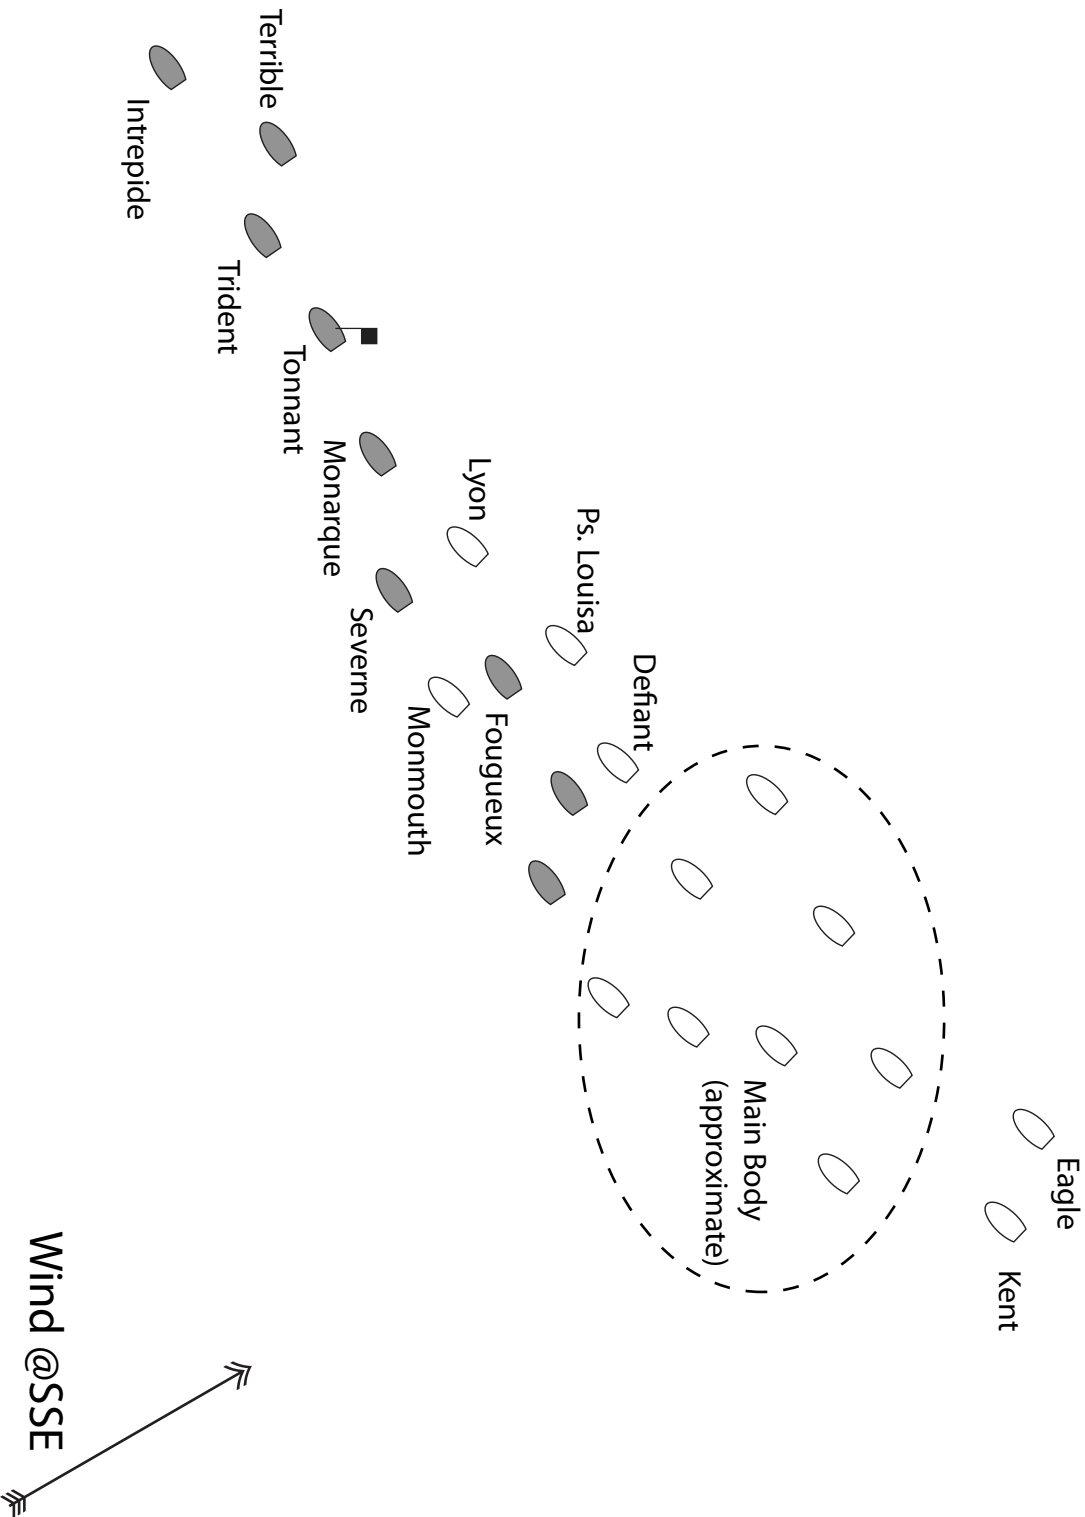 Terrible
Intrepide
Trident
Tonnant
Monarque
Lyon
Severne
Ps. Louisa
Monmouth
Fougueux
Defiant
Main Body
(approximate)
Eagle
Kent
Wind @SSE